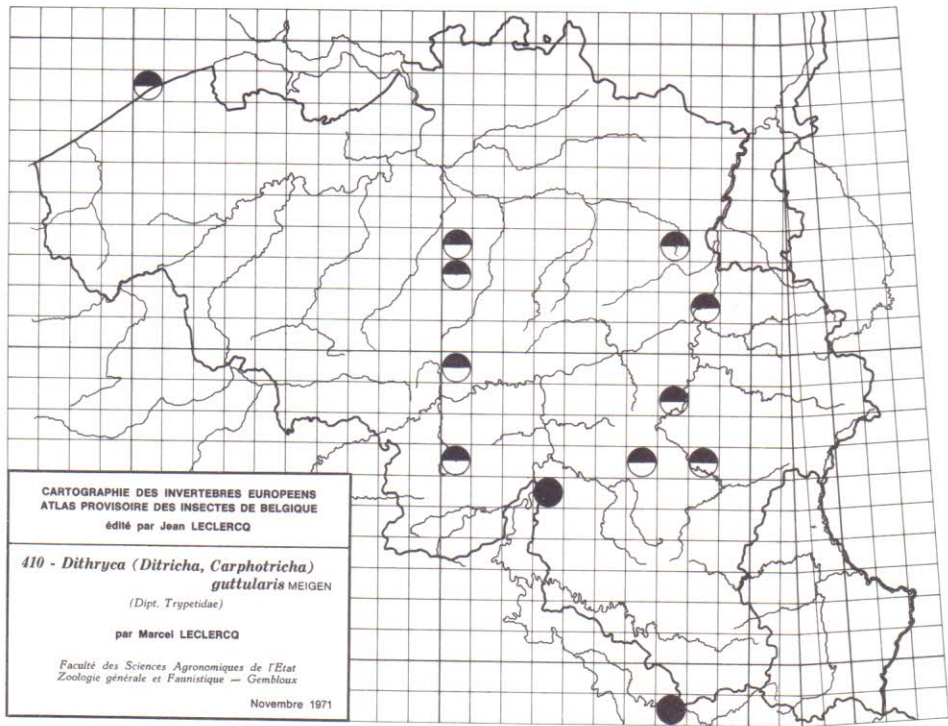 CARTOGRAPHIE DES INVERTEBRES EUROPEENS
ATLAS PROVISOIRE DES INSECTES DE BELGIQUE
édité par Jean LECLERCQ
410 - Dithryca (Ditricha, Carphotricha)
guttularis MEIGEN
(Dipt. Trypetidae)
par Marcel LECLERCQ
Faculté des Sciences Agronomiques de l'Etat
Zoologie générale et Faunistique — Gembloux
Novembre 1971